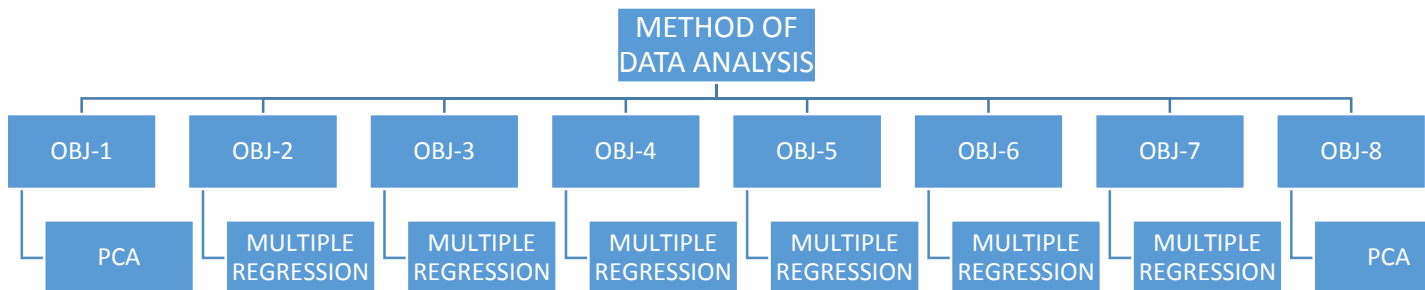 METHOD OF
DATA ANALYSIS
OBJ-1
OBJ-2
OBJ-3
OBJ-4
OBJ-5
OBJ-6
OBJ-7
OBJ-8
PCA
MULTIPLE
REGRESSION
MULTIPLE
REGRESSION
MULTIPLE
REGRESSION
MULTIPLE
REGRESSION
MULTIPLE
REGRESSION
MULTIPLE
REGRESSION
PCA